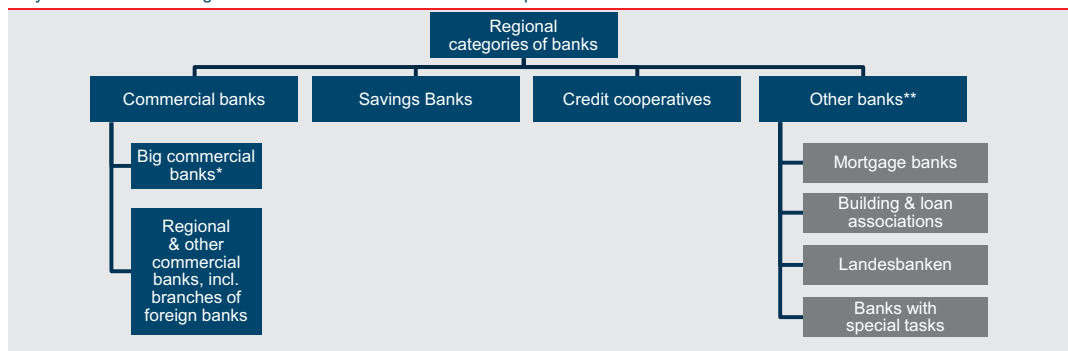 Regional
categories of banks
Commercial banks
Savings Banks
Credit cooperatives
Other banks**
Big commercial
banks*
Regional
& other
commercial
banks, incl.
branches of
foreign banks
Mortgage banks
Building & loan
associations
Landesbanken
Banks with
special tasks